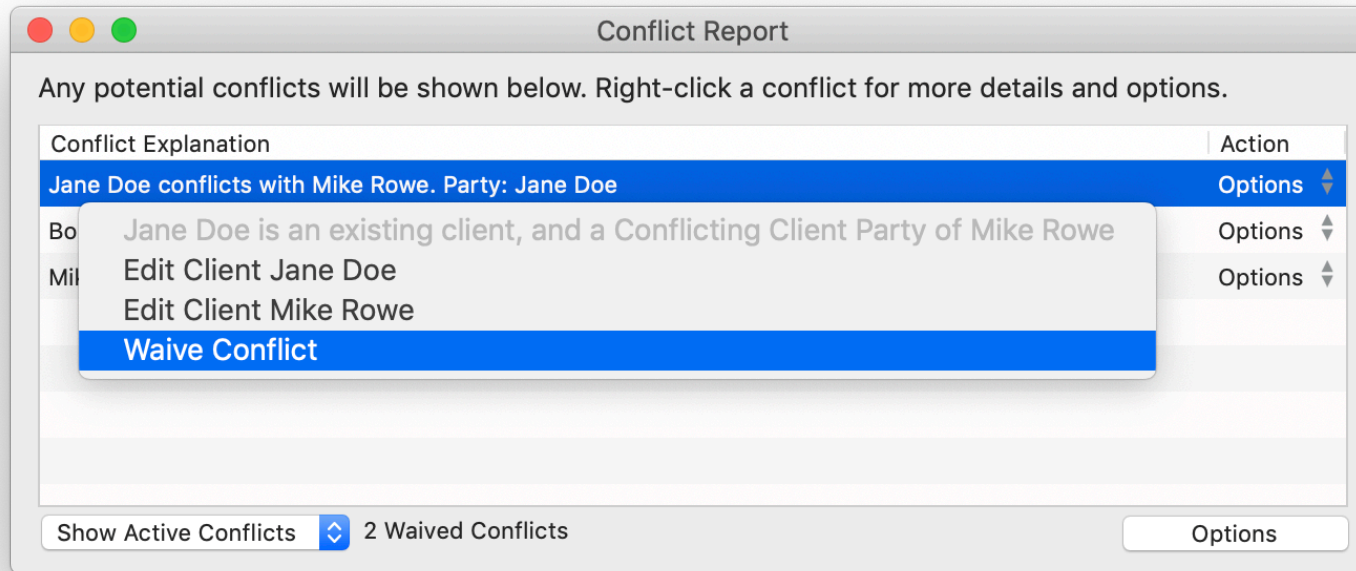 Conflict Report
Any potential conflicts will be shown below. Right-click a conflict for more details and options.
Conflict Explanation Action
Jane Doe conflicts with Mike Rowe. Party: Jane Doe Options
Bo Options
Jane Doe is an existing client, and a Conflicting Client Party of Mike Rowe
Edit Client Jane Doe
Options
Edit Client Mike Rowe
Waive Conflict
Show Active Conflicts 2 Waived Conflicts Options